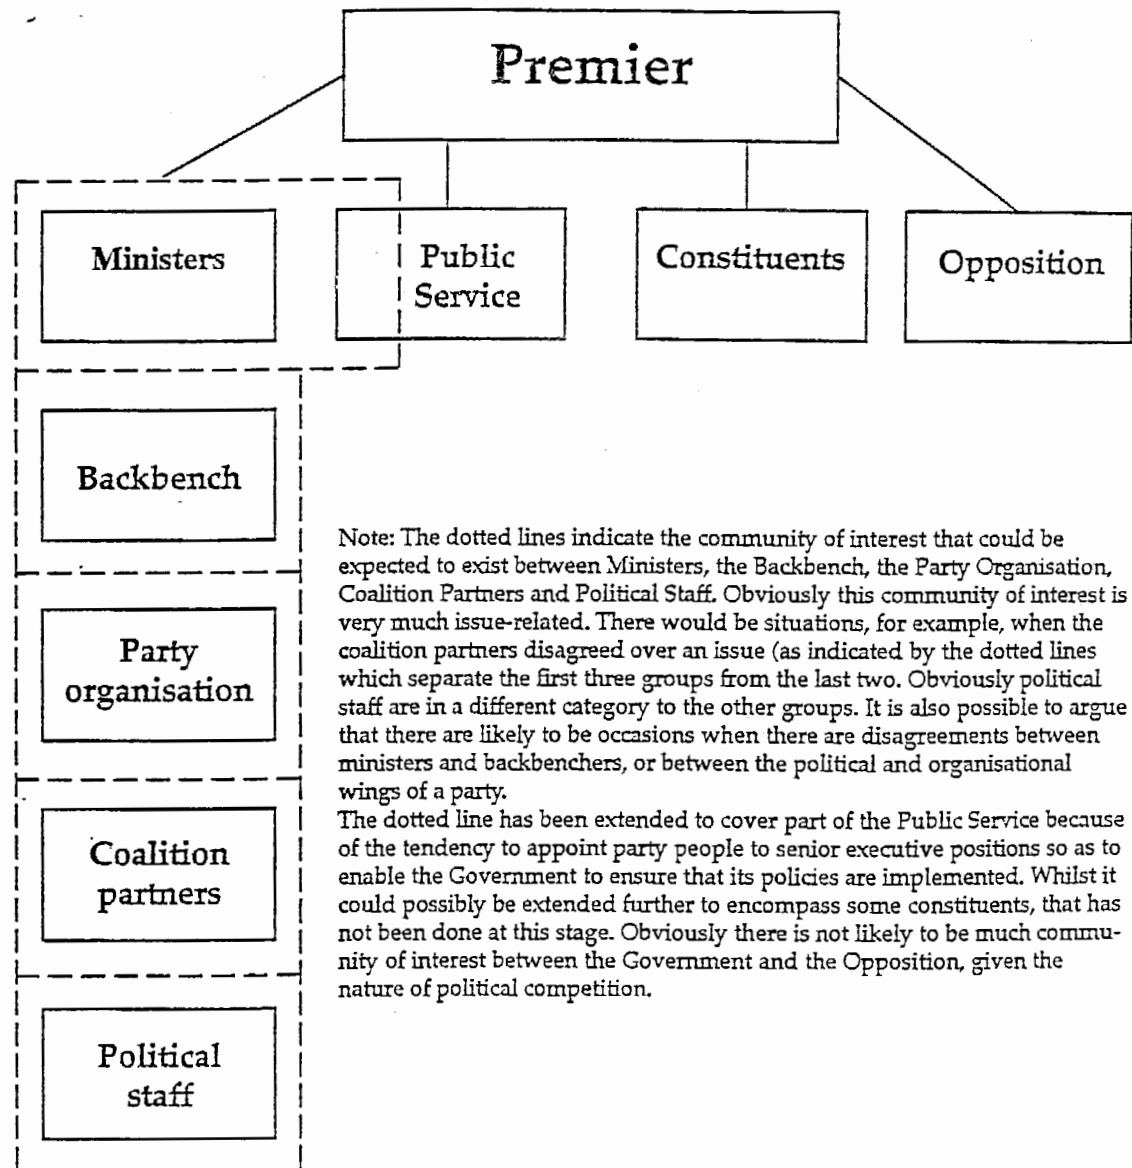 Premier
Ministers
Public
Service
Constituents
Opposition
Backbench
Party
organisation
Coalition
partners
Political
staff
Note: The dotted lines indicate the community of interest that could be
expected to exist between Ministers, the Backbench, the Party Organisation,
Coalition Partners and Political Staff. Obviously this community of interest is
very much issue-related. There would be situations, for example, when the
coalition partners disagreed over an issue (as indicated by the dotted lines
which separate the first three groups from the last two. Obviously political
staff are in a different category to the other groups. It is also possible to argue
that there are likely to be occasions when there are disagreements between
ministers and backbenchers, or between the political and organisational
wings of a party.
The dotted line has been extended to cover part of the Public Service because
of the tendency to appoint party people to senior executive positions so as to
enable the Government to ensure that its policies are implemented. Whilst it
could possibly be extended further to encompass some constituents, that has
not been done at this stage. Obviously there is not likely to be much commu-
nity of interest between the Government and the Opposition, given the
nature of political competition.